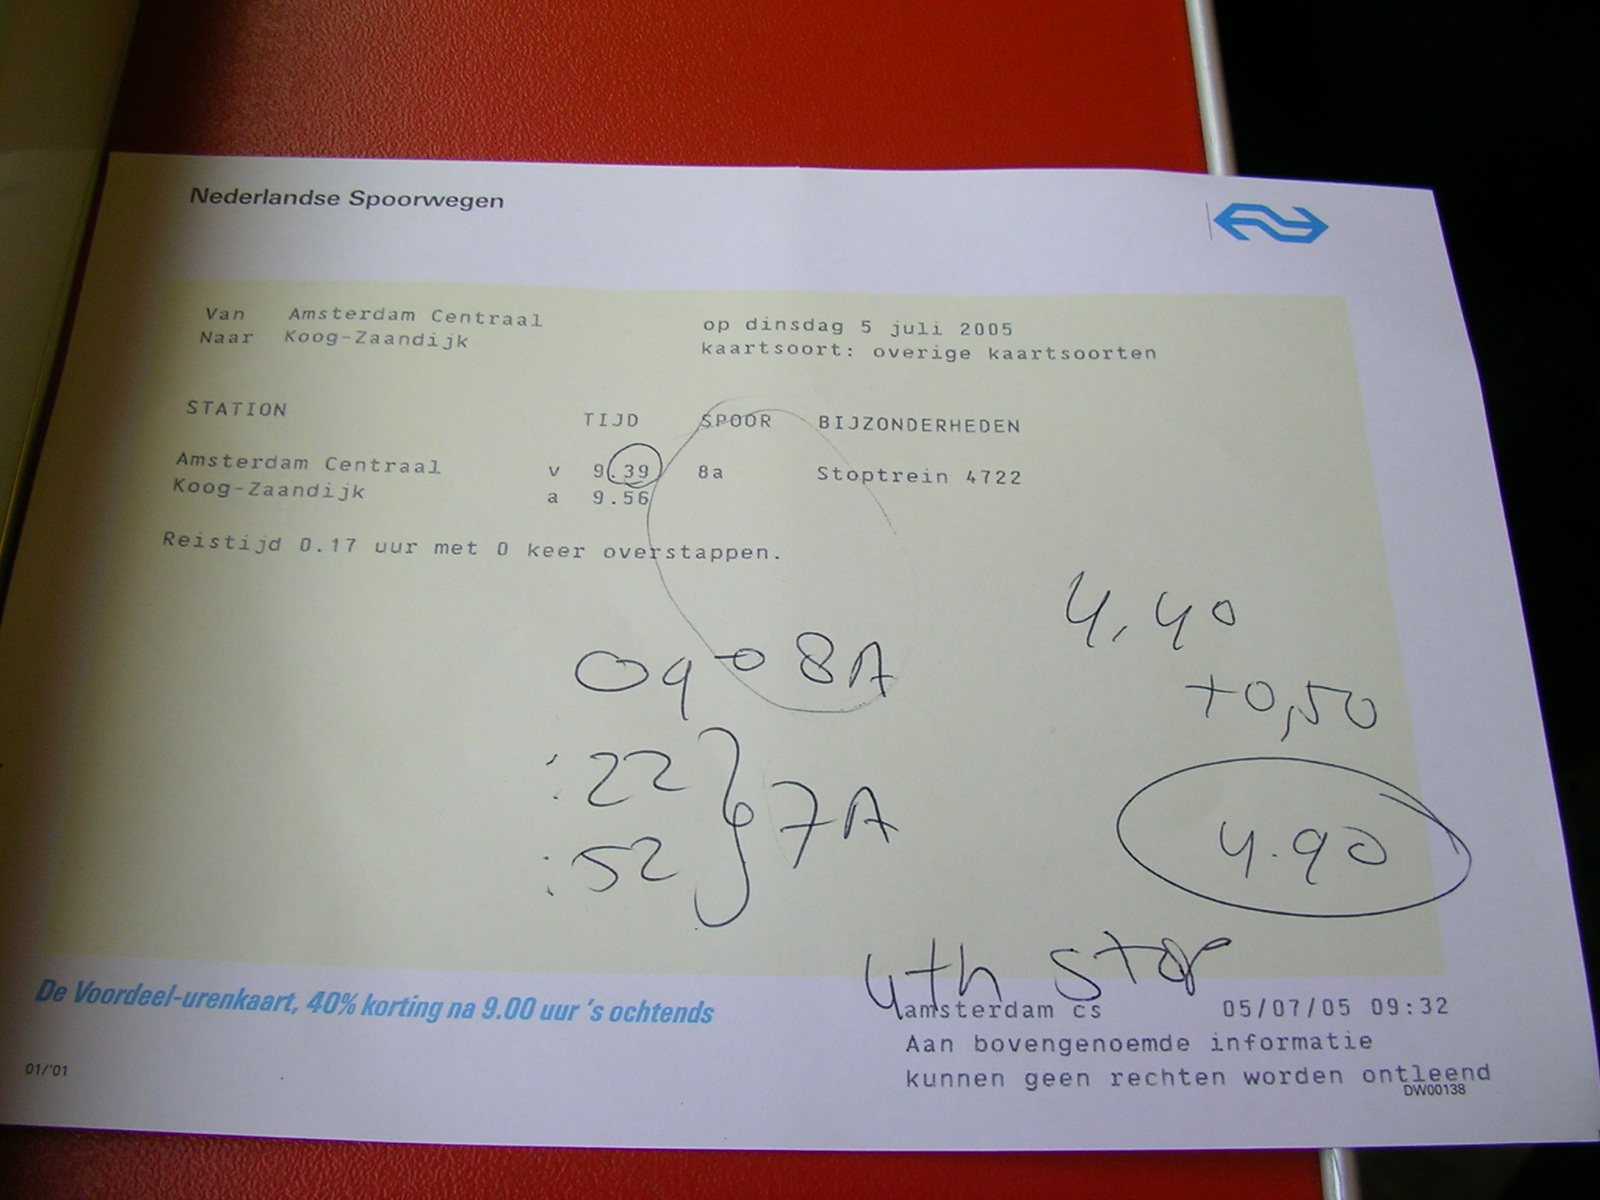 Nederlandse Spoorwegen
Van Amsterdam Centraal
Naar Koog-Zaandijk
op dinsdag 5 juli 2005
kaartsoort: overige kaartsoorten
STATION TIJD SPOOR BIJZONDERHEDEN
Amsterdam Centraal v 9.39 8a Stoptrein 4722
Koog-Zaandijk a 9.56
Reistijd 0.17 uur met 0 keer overstappen.
4,40
+0,50
4.90
09 → 8A
:22 } 7A
:52
4th stop
De Voordeel-urenkaart, 40% korting na 9.00 uur 's ochtends
amsterdam cs 05/07/05 09:32
Aan bovengenoemde informatie
kunnen geen rechten worden ontleend
DW00138
01/'01